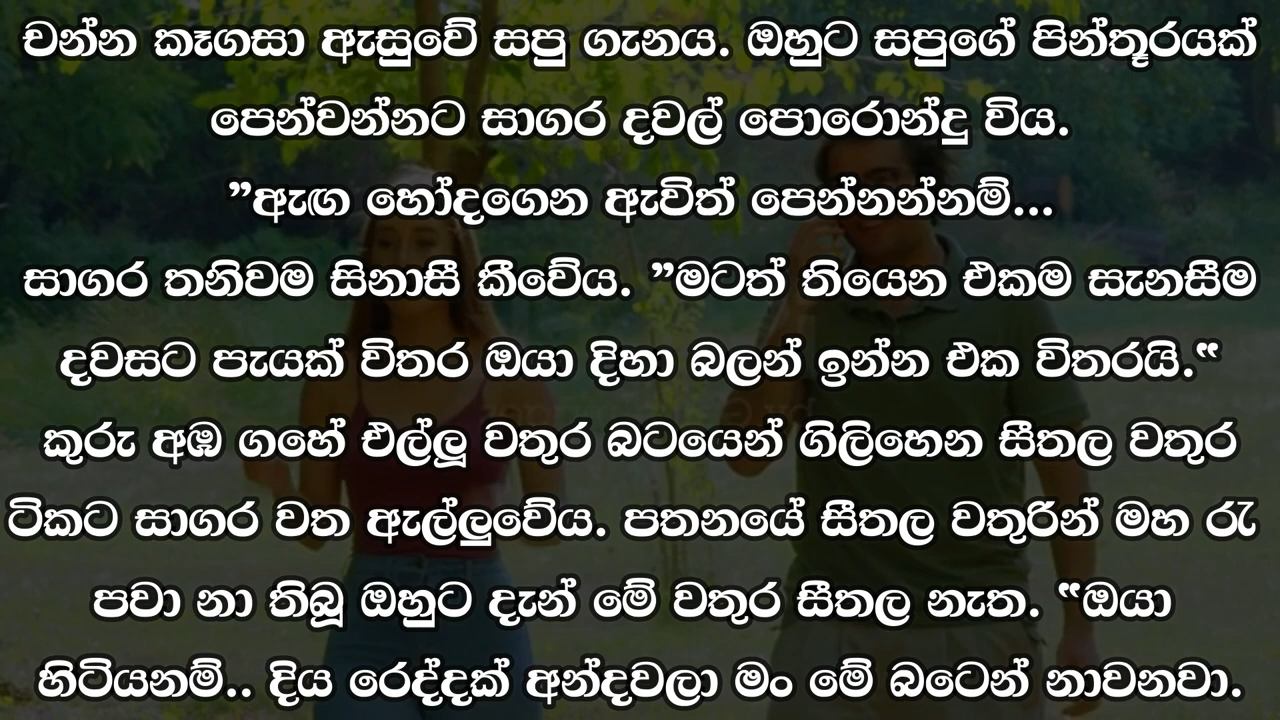 චන්න කෑගසා ඇසුවේ සපු ගැනය. ඔහුට සපුගේ පින්තූරයක්
පෙන්වන්නට සාගර දවල් පොරොන්දු විය.
”ඇඟ හෝදගෙන ඇවිත් පෙන්නන්නම්...
සාගර තනිවම සිනාසී කීවේය. ”මටත් තියෙන එකම සැනසීම
දවසට පැයක් විතර ඔයා දිහා බලන් ඉන්න එක විතරයි.“
කුරු අඹ ගහේ එල්ලූ වතුර බටයෙන් ගිලිහෙන සීතල වතුර
ටිකට සාගර වත ඇල්ලුවේය. පතනයේ සීතල වතුරින් මහ රෑ
පවා නා තිබූ ඔහුට දැන් මේ වතුර සීතල නැත. “ඔයා
හිටියනම්.. දිය රෙද්දක් අන්දවලා මං මේ බටෙන් නාවනවා.